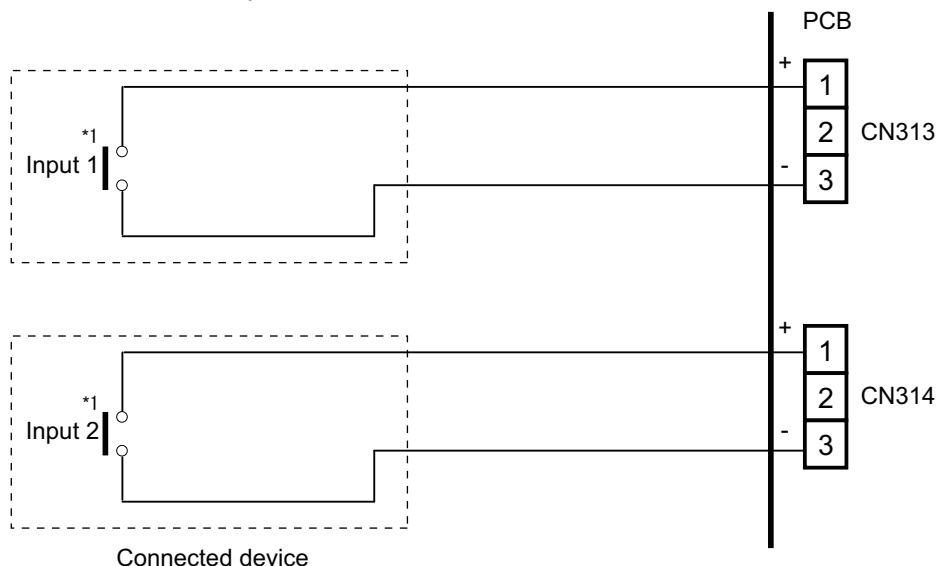 PCB
+
1
*1
2
CN313
Input 1
-
3
+
1
*1
2
CN314
Input 2
-
3
Connected device